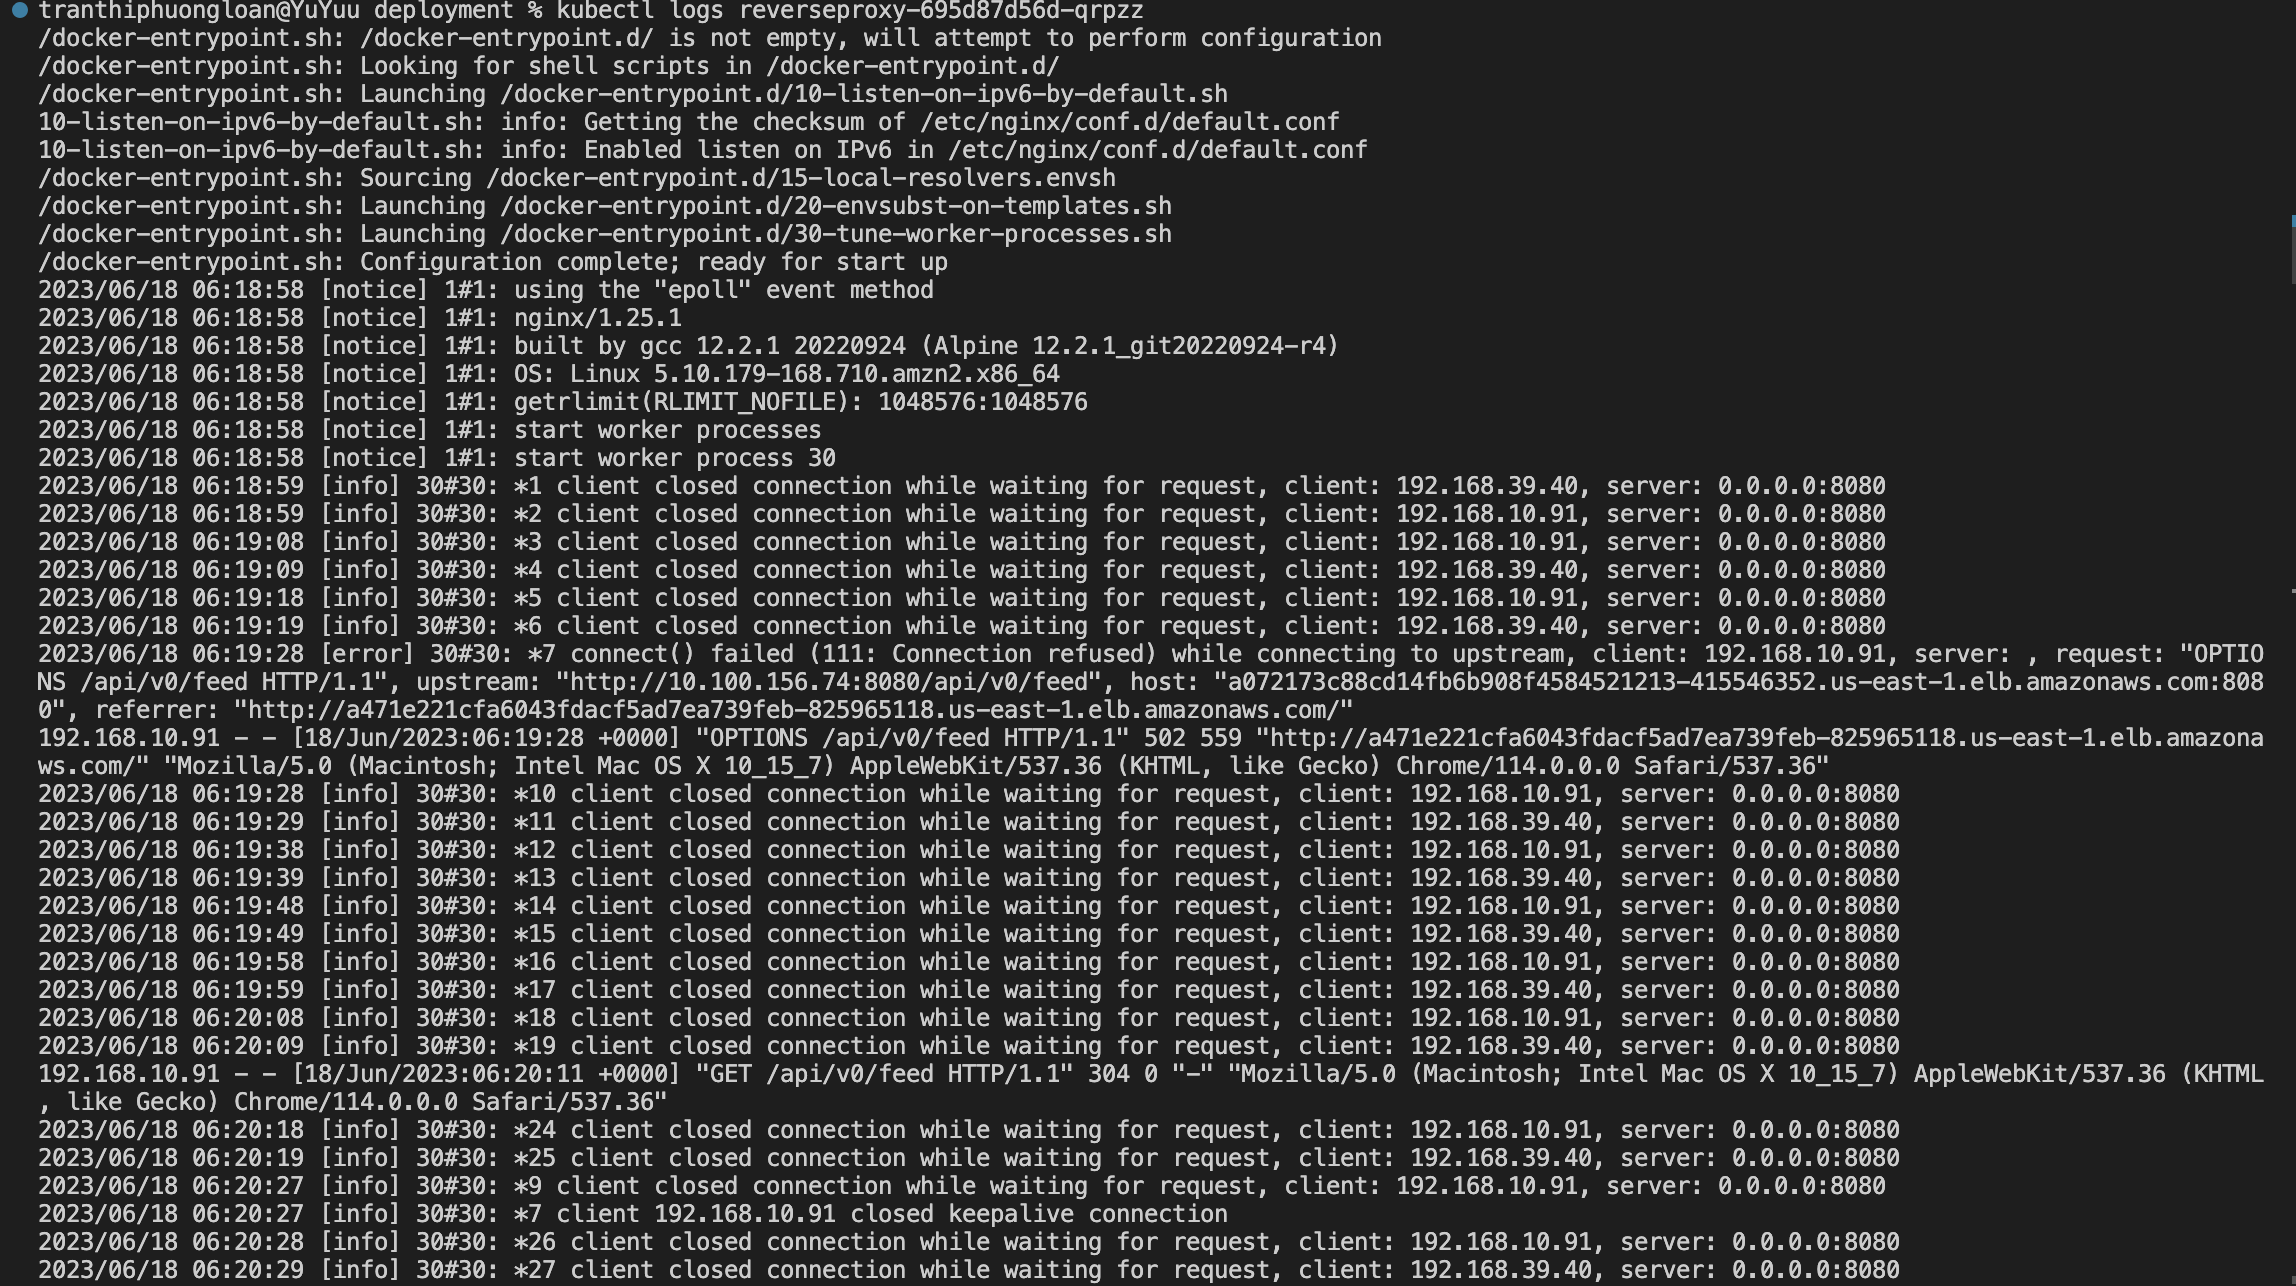 tranthiphuongloan@YuYuu deployment % kubectl logs reverseproxy-695d87d56d-qrpzz
/docker-entrypoint.sh: /docker-entrypoint.d/ is not empty, will attempt to perform configuration
/docker-entrypoint.sh: Looking for shell scripts in /docker-entrypoint.d/
/docker-entrypoint.sh: Launching /docker-entrypoint.d/10-listen-on-ipv6-by-default.sh
10-listen-on-ipv6-by-default.sh: info: Getting the checksum of /etc/nginx/conf.d/default.conf
10-listen-on-ipv6-by-default.sh: info: Enabled listen on IPv6 in /etc/nginx/conf.d/default.conf
/docker-entrypoint.sh: Sourcing /docker-entrypoint.d/15-local-resolvers.envsh
/docker-entrypoint.sh: Launching /docker-entrypoint.d/20-envsubst-on-templates.sh
/docker-entrypoint.sh: Launching /docker-entrypoint.d/30-tune-worker-processes.sh
/docker-entrypoint.sh: Configuration complete; ready for start up
2023/06/18 06:18:58 [notice] 1#1: using the "epoll" event method
2023/06/18 06:18:58 [notice] 1#1: nginx/1.25.1
2023/06/18 06:18:58 [notice] 1#1: built by gcc 12.2.1 20220924 (Alpine 12.2.1_git20220924-r4)
2023/06/18 06:18:58 [notice] 1#1: OS: Linux 5.10.179-168.710.amzn2.x86_64
2023/06/18 06:18:58 [notice] 1#1: getrlimit(RLIMIT_NOFILE): 1048576:1048576
2023/06/18 06:18:58 [notice] 1#1: start worker processes
2023/06/18 06:18:58 [notice] 1#1: start worker process 30
2023/06/18 06:18:59 [info] 30#30: *1 client closed connection while waiting for request, client: 192.168.39.40, server: 0.0.0.0:8080
2023/06/18 06:18:59 [info] 30#30: *2 client closed connection while waiting for request, client: 192.168.10.91, server: 0.0.0.0:8080
2023/06/18 06:19:08 [info] 30#30: *3 client closed connection while waiting for request, client: 192.168.10.91, server: 0.0.0.0:8080
2023/06/18 06:19:09 [info] 30#30: *4 client closed connection while waiting for request, client: 192.168.39.40, server: 0.0.0.0:8080
2023/06/18 06:19:18 [info] 30#30: *5 client closed connection while waiting for request, client: 192.168.10.91, server: 0.0.0.0:8080
2023/06/18 06:19:19 [info] 30#30: *6 client closed connection while waiting for request, client: 192.168.39.40, server: 0.0.0.0:8080
2023/06/18 06:19:28 [error] 30#30: *7 connect() failed (111: Connection refused) while connecting to upstream, client: 192.168.10.91, server: , request: "OPTIO
NS /api/v0/feed HTTP/1.1", upstream: "http://10.100.156.74:8080/api/v0/feed", host: "a072173c88cd14fb6b908f4584521213-415546352.us-east-1.elb.amazonaws.com:808
0", referrer: "http://a471e221cfa6043fdacf5ad7ea739feb-825965118.us-east-1.elb.amazonaws.com/"
192.168.10.91 - - [18/Jun/2023:06:19:28 +0000] "OPTIONS /api/v0/feed HTTP/1.1" 502 559 "http://a471e221cfa6043fdacf5ad7ea739feb-825965118.us-east-1.elb.amazona
ws.com/" "Mozilla/5.0 (Macintosh; Intel Mac OS X 10_15_7) AppleWebKit/537.36 (KHTML, like Gecko) Chrome/114.0.0.0 Safari/537.36"
2023/06/18 06:19:28 [info] 30#30: *10 client closed connection while waiting for request, client: 192.168.10.91, server: 0.0.0.0:8080
2023/06/18 06:19:29 [info] 30#30: *11 client closed connection while waiting for request, client: 192.168.39.40, server: 0.0.0.0:8080
2023/06/18 06:19:38 [info] 30#30: *12 client closed connection while waiting for request, client: 192.168.10.91, server: 0.0.0.0:8080
2023/06/18 06:19:39 [info] 30#30: *13 client closed connection while waiting for request, client: 192.168.39.40, server: 0.0.0.0:8080
2023/06/18 06:19:48 [info] 30#30: *14 client closed connection while waiting for request, client: 192.168.10.91, server: 0.0.0.0:8080
2023/06/18 06:19:49 [info] 30#30: *15 client closed connection while waiting for request, client: 192.168.39.40, server: 0.0.0.0:8080
2023/06/18 06:19:58 [info] 30#30: *16 client closed connection while waiting for request, client: 192.168.10.91, server: 0.0.0.0:8080
2023/06/18 06:19:59 [info] 30#30: *17 client closed connection while waiting for request, client: 192.168.39.40, server: 0.0.0.0:8080
2023/06/18 06:20:08 [info] 30#30: *18 client closed connection while waiting for request, client: 192.168.10.91, server: 0.0.0.0:8080
2023/06/18 06:20:09 [info] 30#30: *19 client closed connection while waiting for request, client: 192.168.39.40, server: 0.0.0.0:8080
192.168.10.91 - - [18/Jun/2023:06:20:11 +0000] "GET /api/v0/feed HTTP/1.1" 304 0 "-" "Mozilla/5.0 (Macintosh; Intel Mac OS X 10_15_7) AppleWebKit/537.36 (KHTML
, like Gecko) Chrome/114.0.0.0 Safari/537.36"
2023/06/18 06:20:18 [info] 30#30: *24 client closed connection while waiting for request, client: 192.168.10.91, server: 0.0.0.0:8080
2023/06/18 06:20:19 [info] 30#30: *25 client closed connection while waiting for request, client: 192.168.39.40, server: 0.0.0.0:8080
2023/06/18 06:20:27 [info] 30#30: *9 client closed connection while waiting for request, client: 192.168.10.91, server: 0.0.0.0:8080
2023/06/18 06:20:27 [info] 30#30: *7 client 192.168.10.91 closed keepalive connection
2023/06/18 06:20:28 [info] 30#30: *26 client closed connection while waiting for request, client: 192.168.10.91, server: 0.0.0.0:8080
2023/06/18 06:20:29 [info] 30#30: *27 client closed connection while waiting for request, client: 192.168.39.40, server: 0.0.0.0:8080